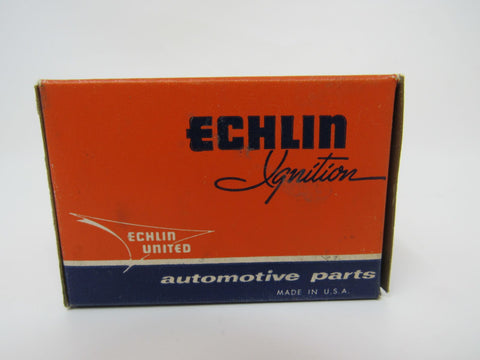 ECHLIN
Ignition
ECHLIN
UNITED
automotive parts
MADE IN U.S.A.